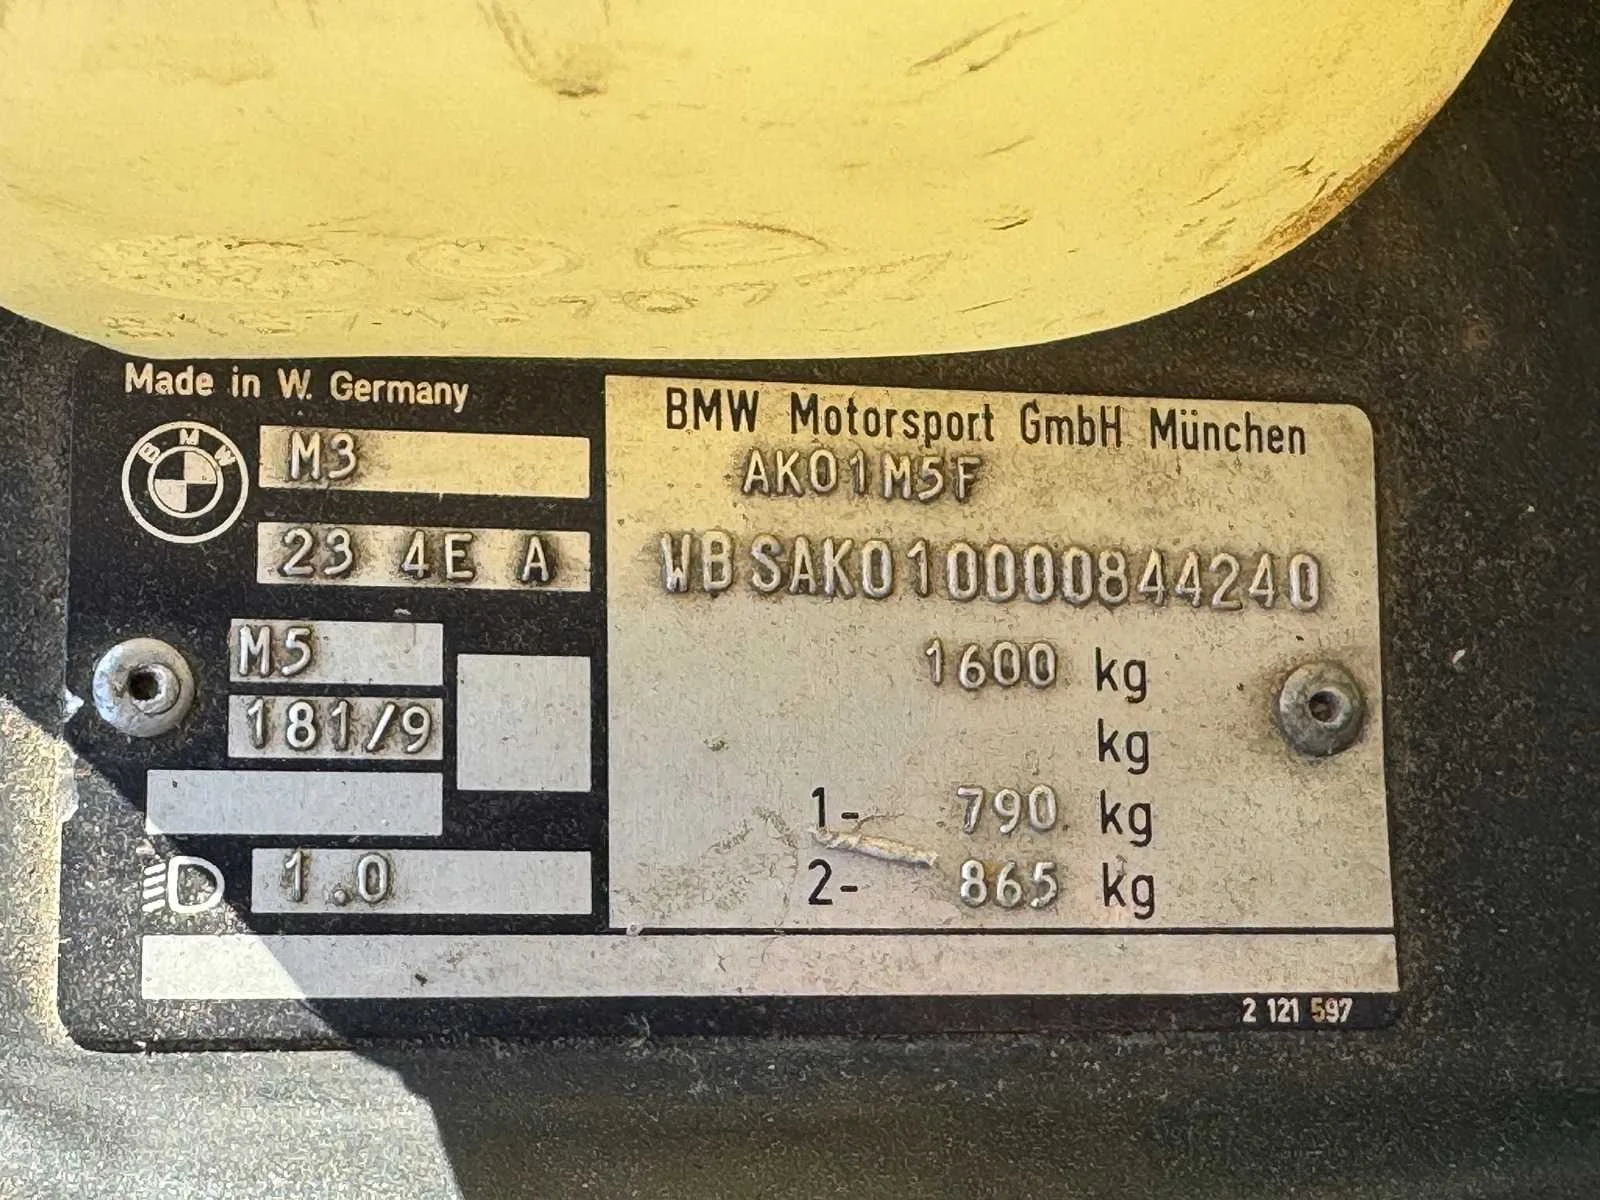 Made in W. Germany
BMW
M3
23 4E A
M5
181/9
1.0
BMW Motorsport GmbH München
AK01M5F
WBSAK010000844240
1600 kg
kg
1- 790 kg
2- 865 kg
2 121 597